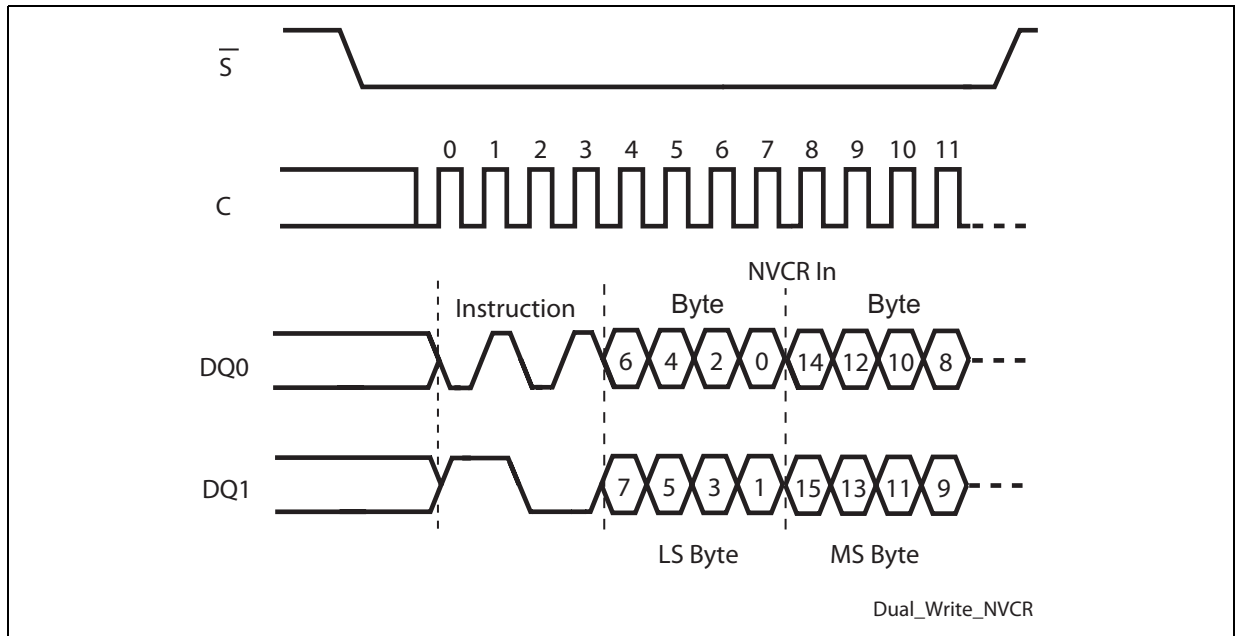 S
0 1 2 3 4 5 6 7 8 9 10 11
C
NVCR In
Instruction Byte Byte
DQ0 6 4 2 0 14 12 10 8
DQ1 7 5 3 1 15 13 11 9
LS Byte MS Byte
Dual_Write_NVCR